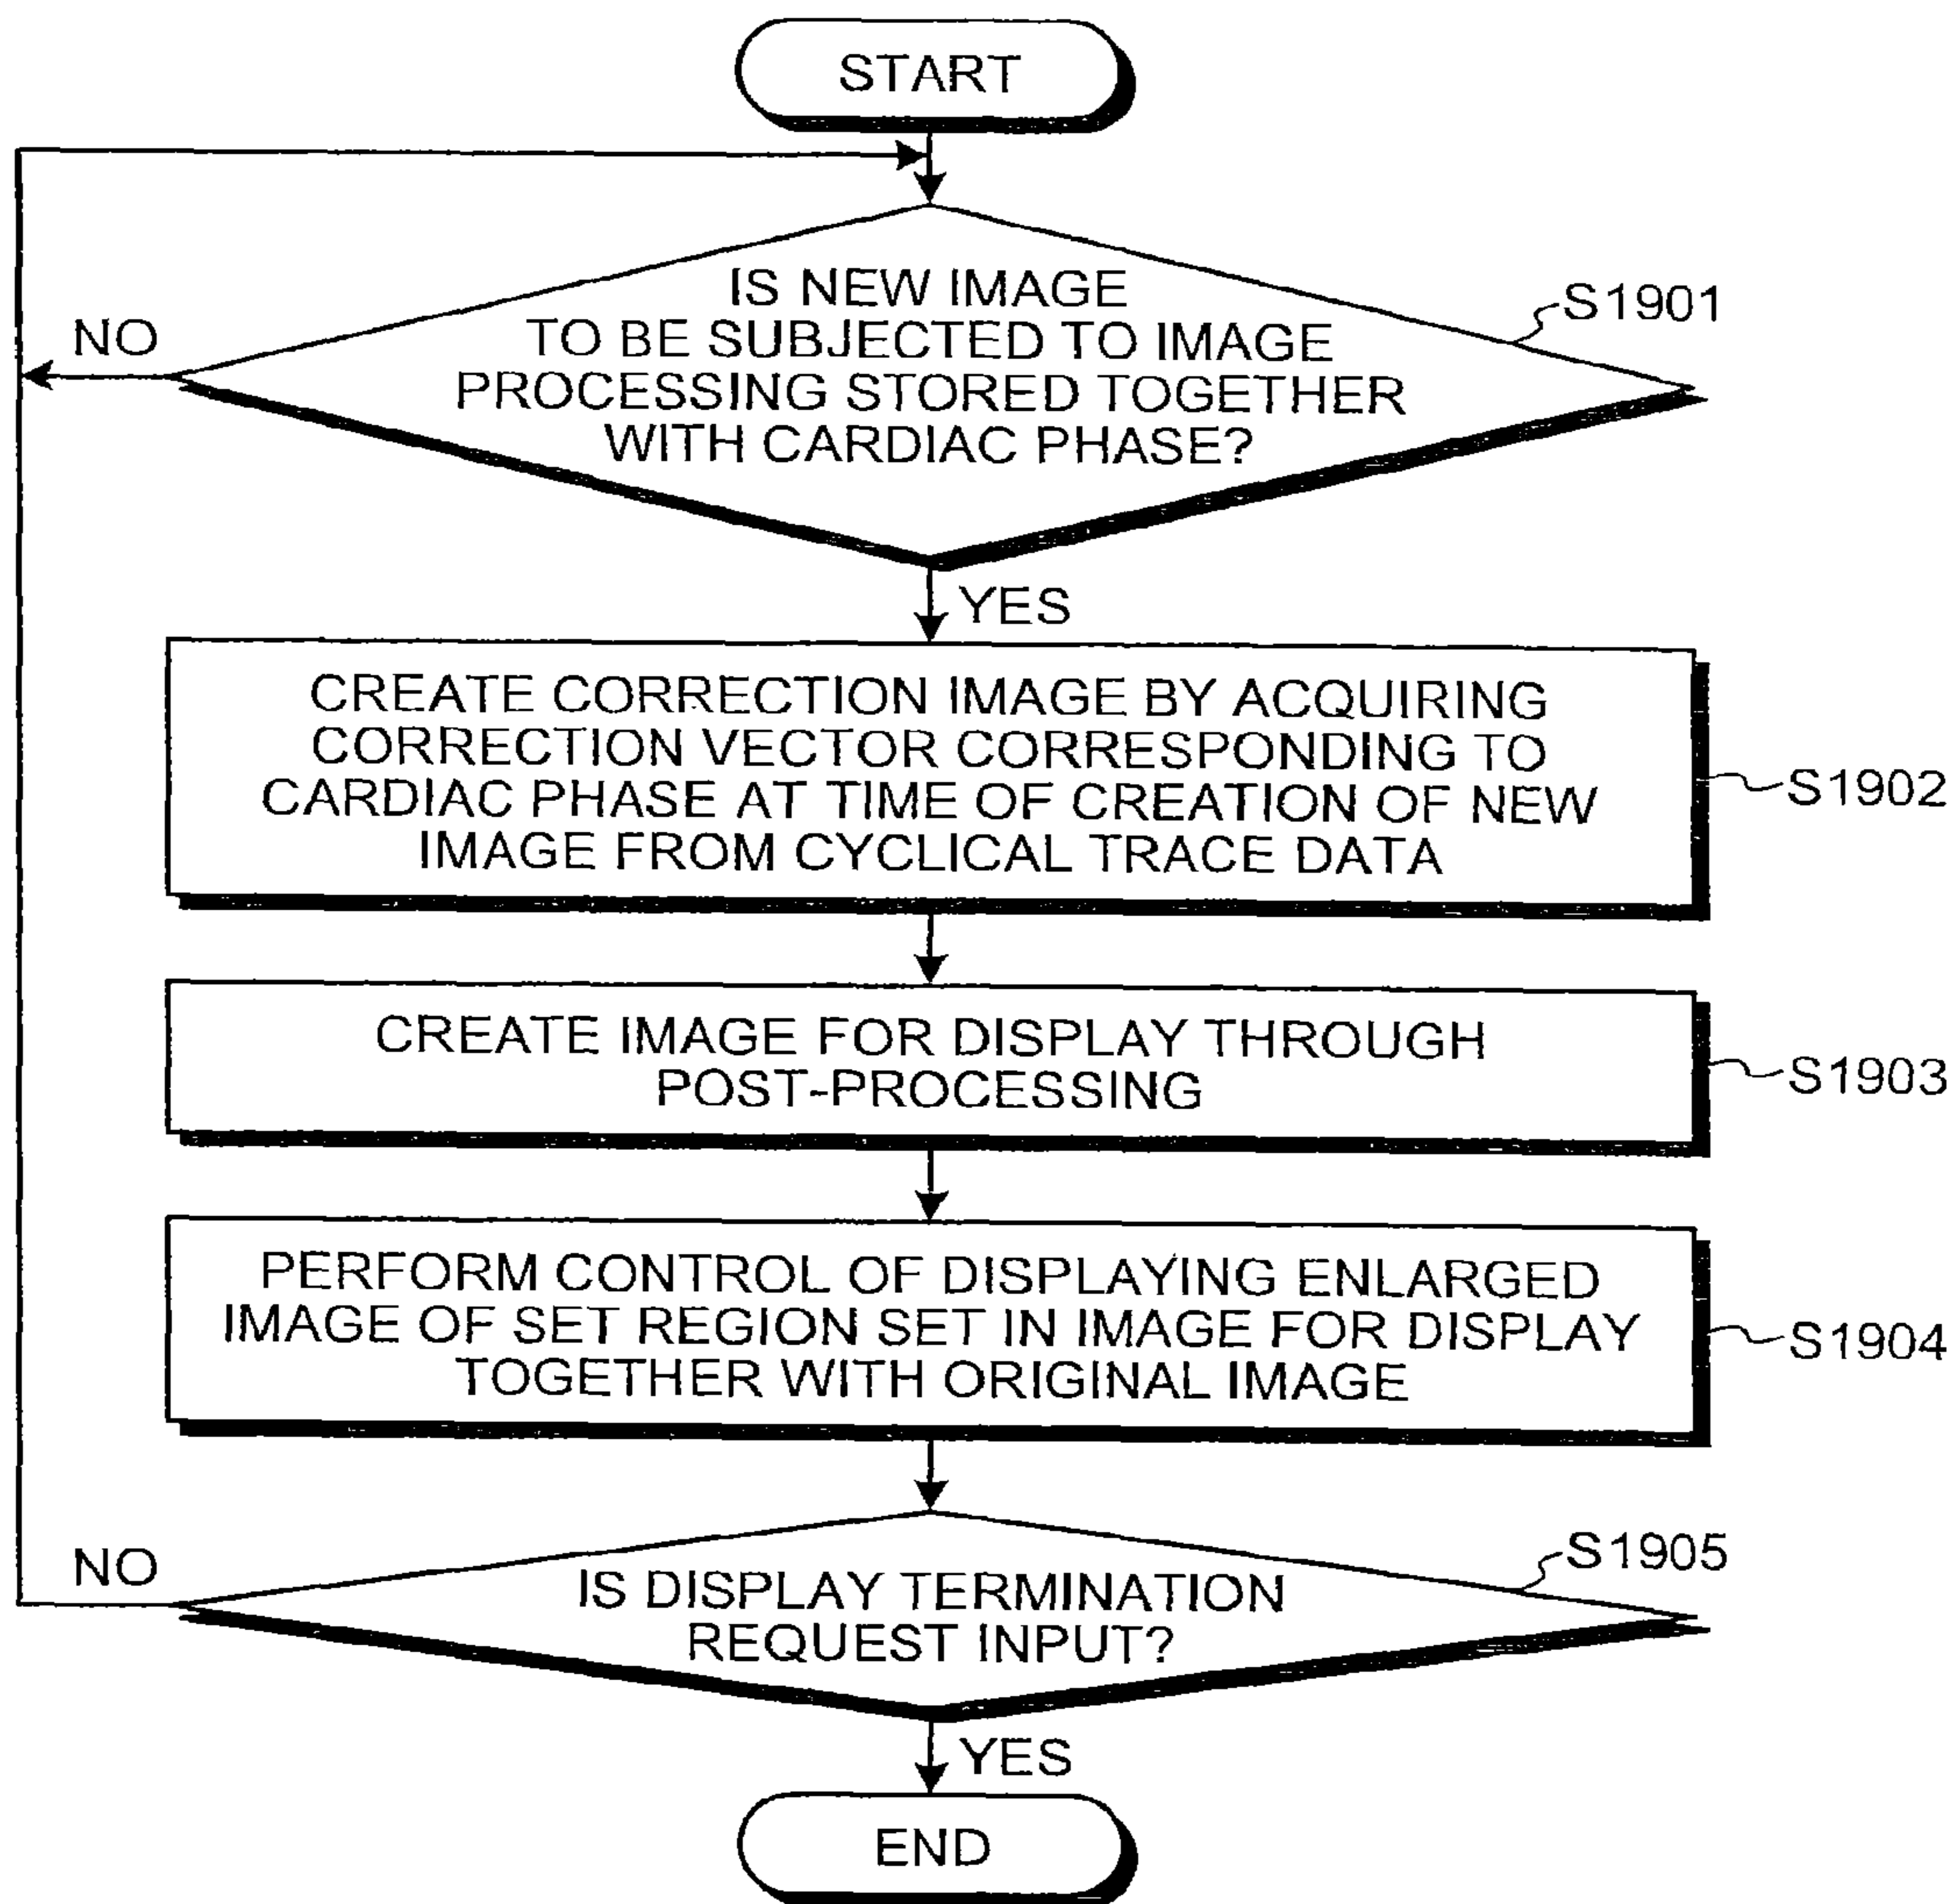 START
IS NEW IMAGE
TO BE SUBJECTED TO IMAGE
PROCESSING STORED TOGETHER
WITH CARDIAC PHASE?
S1901
NO
YES
CREATE CORRECTION IMAGE BY ACQUIRING
CORRECTION VECTOR CORRESPONDING TO
CARDIAC PHASE AT TIME OF CREATION OF NEW
IMAGE FROM CYCLICAL TRACE DATA
S1902
CREATE IMAGE FOR DISPLAY THROUGH
POST-PROCESSING
S1903
PERFORM CONTROL OF DISPLAYING ENLARGED
IMAGE OF SET REGION SET IN IMAGE FOR DISPLAY
TOGETHER WITH ORIGINAL IMAGE
S1904
IS DISPLAY TERMINATION
REQUEST INPUT?
S1905
NO
YES
END